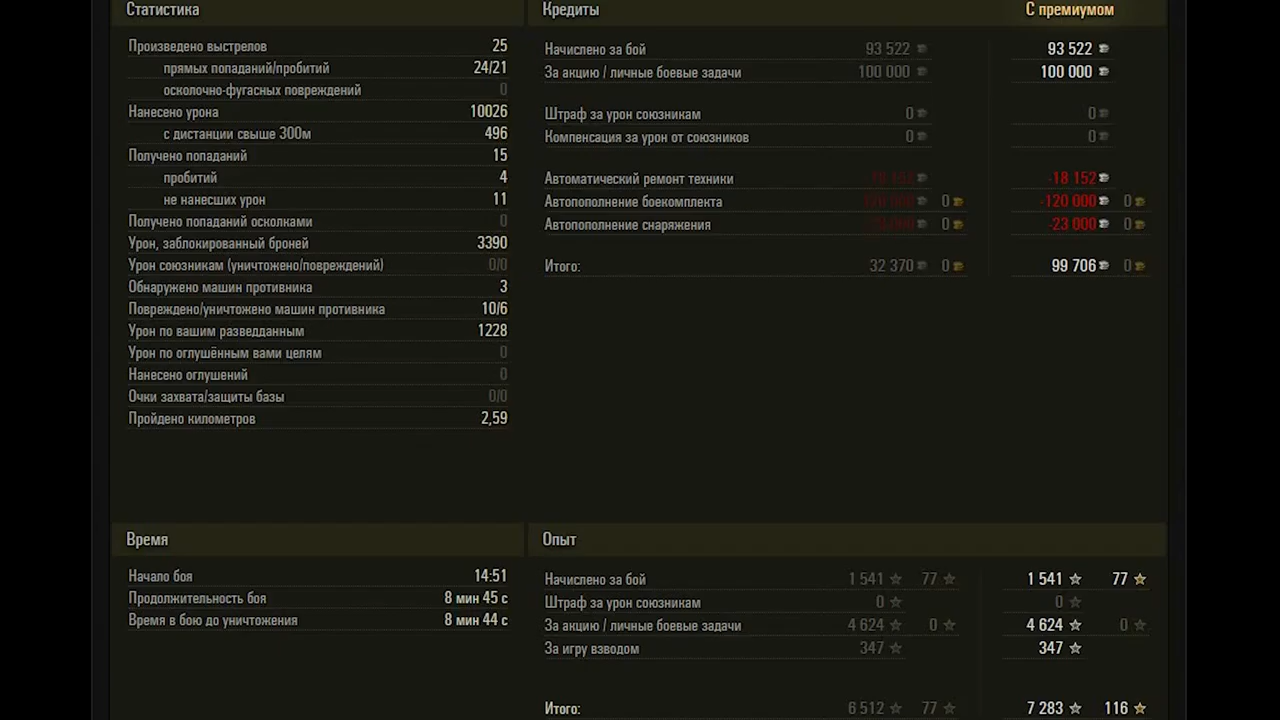 Статистика
Произведено выстрелов 25
прямых попаданий/пробитий 24/21
осколочно-фугасных повреждений 0
Нанесено урона 10026
с дистанции свыше 300м 496
Получено попаданий 15
пробитий 4
не нанесших урон 11
Получено попаданий осколками 0
Урон, заблокированный броней 3390
Урон союзникам (уничтожено/повреждений) 0/0
Обнаружено машин противника 3
Повреждено/уничтожено машин противника 10/6
Урон по вашим разведданным 1228
Урон по оглушённым вами целям 0
Нанесено оглушений 0
Очки захвата/защиты базы 0/0
Пройдено километров 2,59
Кредиты С премиумом
Начислено за бой 93 522 93 522
За акцию / личные боевые задачи 100 000 100 000
Штраф за урон союзникам 0 0
Компенсация за урон от союзников 0 0
Автоматический ремонт техники -18 152
Автопополнение боекомплекта 0 -120 000 0
Автопополнение снаряжения 0 -23 000 0
Итого: 32 370 0 99 706 0
Время
Начало боя 14:51
Продолжительность боя 8 мин 45 с
Время в бою до уничтожения 8 мин 44 с
Опыт
Начислено за бой 1 541 77 1 541 77
Штраф за урон союзникам 0 0
За акцию / личные боевые задачи 4 624 0 4 624 0
За игру взводом 347 347
Итого: 6 512 77 7 283 116